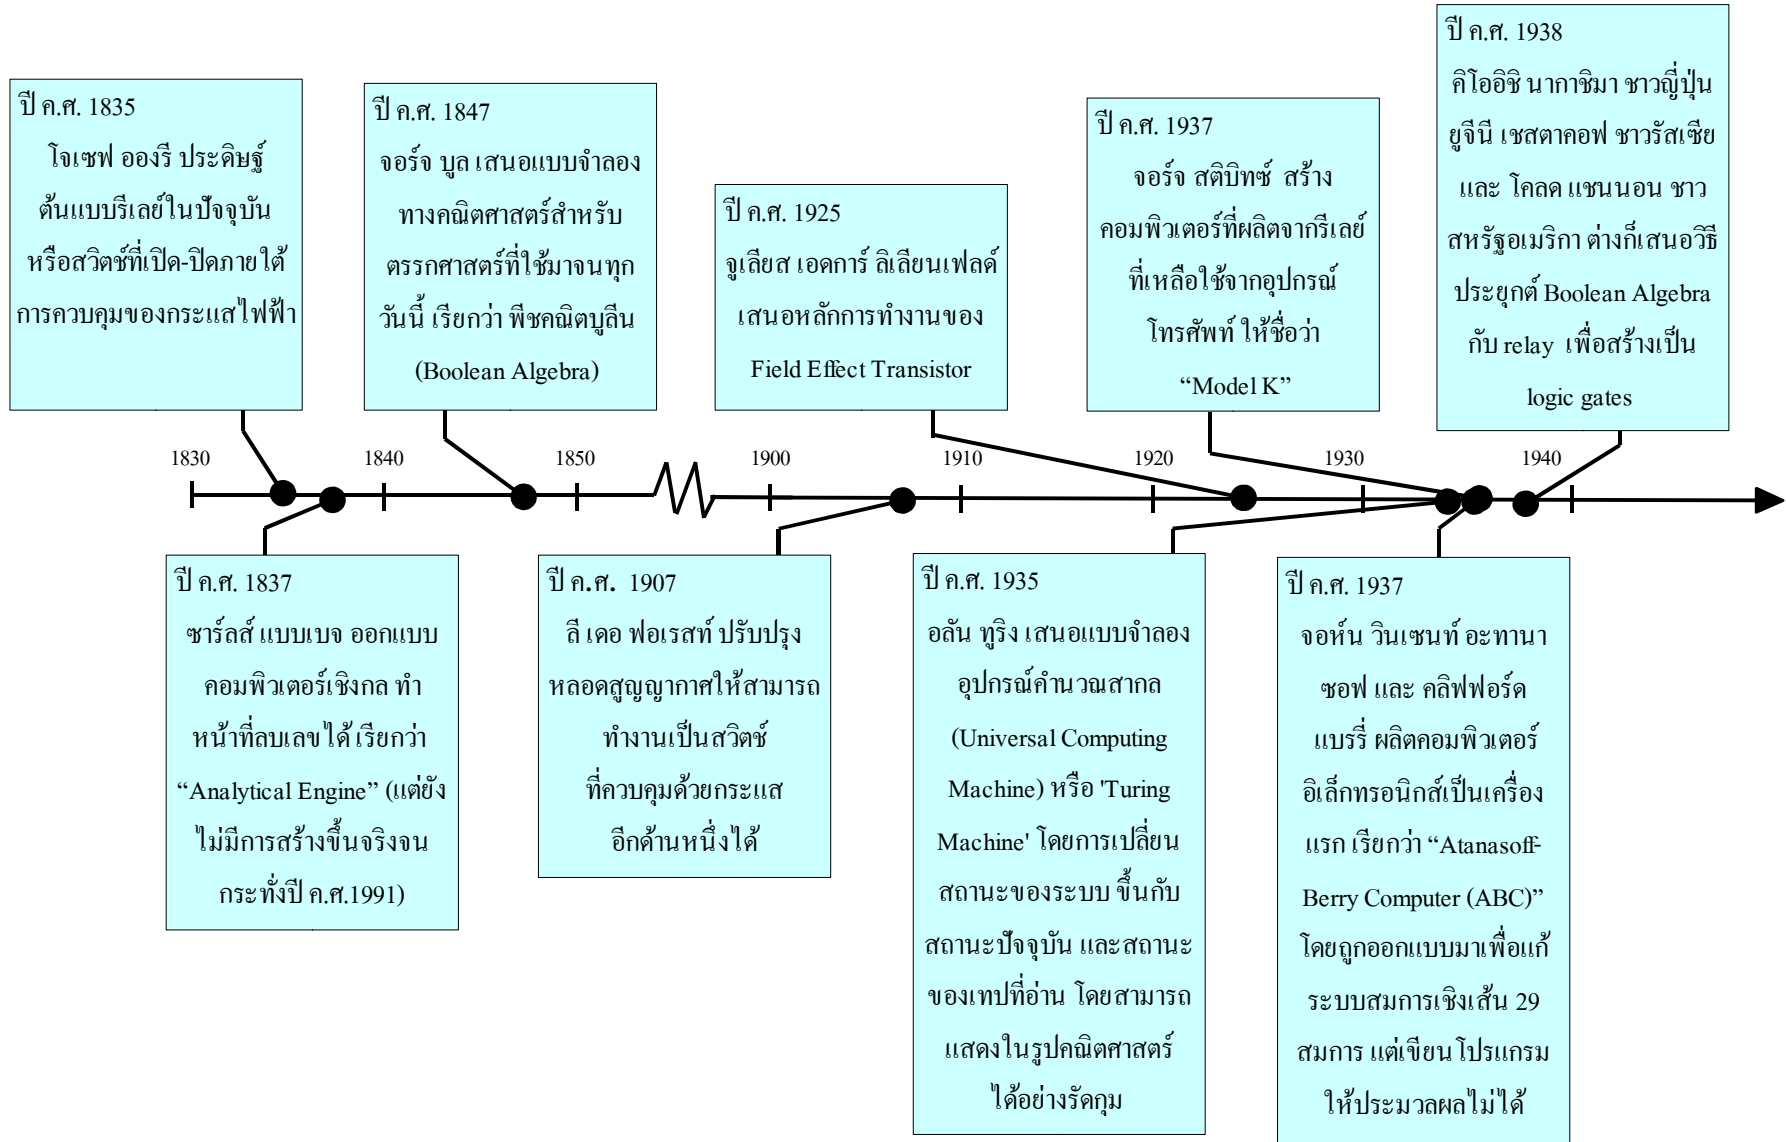 ปี ค.ศ. 1835
โจเซฟ อองรี ประดิษฐ์
ต้นแบบรีเลย์ในปัจจุบัน
หรือสวิตช์ที่เปิด-ปิดภายใต้
การควบคุมของกระแสไฟฟ้า
ปี ค.ศ. 1847
จอร์จ บูล เสนอแบบจำลอง
ทางคณิตศาสตร์สำหรับ
ตรรกศาสตร์ที่ใช้มาจนทุก
วันนี้ เรียกว่า พีชคณิตบูลีน
(Boolean Algebra)
ปี ค.ศ. 1925
จูเลียส เอดการ์ ลิเลียนเฟลด์
เสนอหลักการทำงานของ
Field Effect Transistor
ปี ค.ศ. 1937
จอร์จ สติบิทซ์ สร้าง
คอมพิวเตอร์ที่ผลิตจากรีเลย์
ที่เหลือใช้จากอุปกรณ์
โทรศัพท์ ให้ชื่อว่า
“Model K”
ปี ค.ศ. 1938
คิโออิชิ นากาชิมา ชาวญี่ปุ่น
ยูจีนี เชสตาคอฟ ชาวรัสเซีย
และ โคลด แชนนอน ชาว
สหรัฐอเมริกา ต่างก็เสนอวิธี
ประยุกต์ Boolean Algebra
กับ relay เพื่อสร้างเป็น
logic gates
1830
1840
1850
1900
1910
1920
1930
1940
ปี ค.ศ. 1837
ชาร์ลส์ แบบเบจ ออกแบบ
คอมพิวเตอร์เชิงกล ทำ
หน้าที่ลบเลขได้ เรียกว่า
“Analytical Engine” (แต่ยัง
ไม่มีการสร้างขึ้นจริงจน
กระทั่งปี ค.ศ.1991)
ปี ค.ศ. 1907
ลี เดอ ฟอเรสท์ ปรับปรุง
หลอดสูญญากาศให้สามารถ
ทำงานเป็นสวิตช์
ที่ควบคุมด้วยกระแส
อีกด้านหนึ่งได้
ปี ค.ศ. 1935
อลัน ทูริง เสนอแบบจำลอง
อุปกรณ์คำนวณสากล
(Universal Computing
Machine) หรือ 'Turing
Machine' โดยการเปลี่ยน
สถานะของระบบ ขึ้นกับ
สถานะปัจจุบัน และสถานะ
ของเทปที่อ่าน โดยสามารถ
แสดงในรูปคณิตศาสตร์
ได้อย่างรัดกุม
ปี ค.ศ. 1937
จอห์น วินเซนท์ อะทานา
ซอฟ และ คลิฟฟอร์ด
แบรรี่ ผลิตคอมพิวเตอร์
อิเล็กทรอนิกส์เป็นเครื่อง
แรก เรียกว่า “Atanasoff-
Berry Computer (ABC)”
โดยถูกออกแบบมาเพื่อแก้
ระบบสมการเชิงเส้น 29
สมการ แต่เขียนโปรแกรม
ให้ประมวลผลไม่ได้